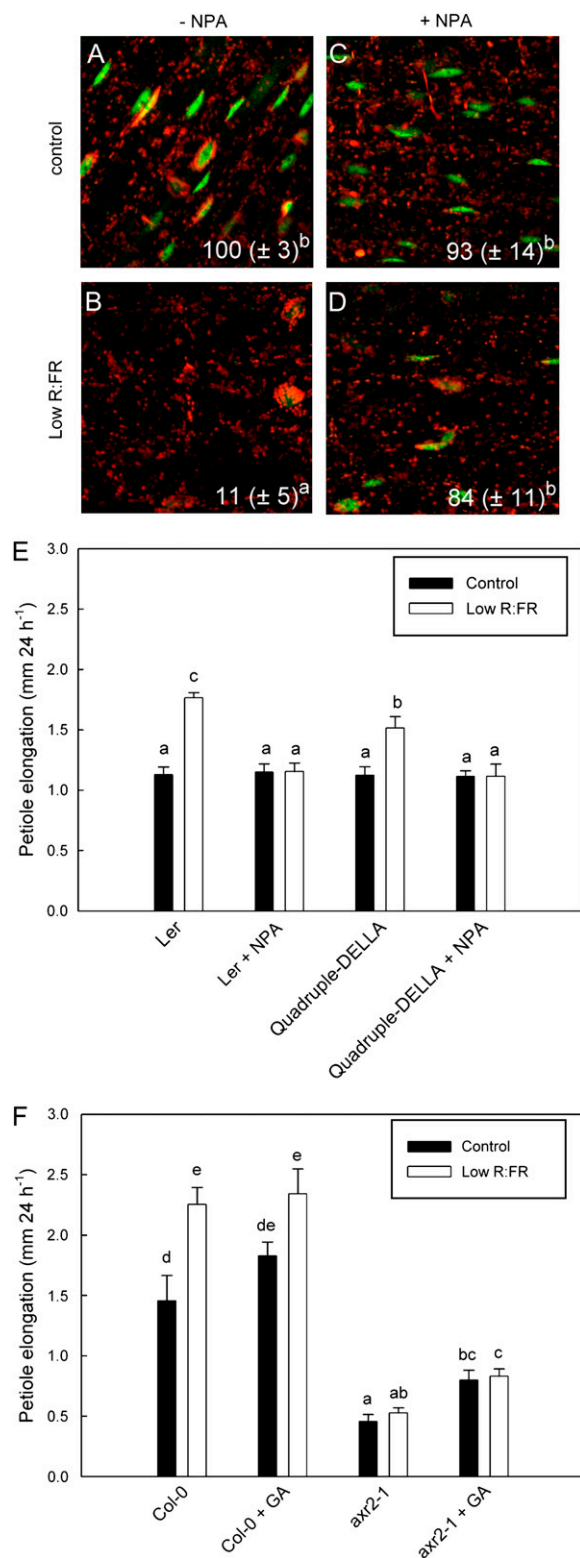 - NPA + NPA
A C
control
100 (± 3)b 93 (± 14)b
B D
Low R:FR
11 (± 5)a 84 (± 11)b
E
Petiole elongation (mm 24 h-1)
3.0
2.5
2.0
1.5
1.0
0.5
0.0
Control
Low R:FR
a c a a a b a a
Ler
Ler + NPA
Quadruple-DELLA
Quadruple-DELLA + NPA
F
Petiole elongation (mm 24 h-1)
3.0
2.5
2.0
1.5
1.0
0.5
0.0
Control
Low R:FR
d e de e a ab bc c
Col-0
Col-0 + GA
axr2-1
axr2-1 + GA